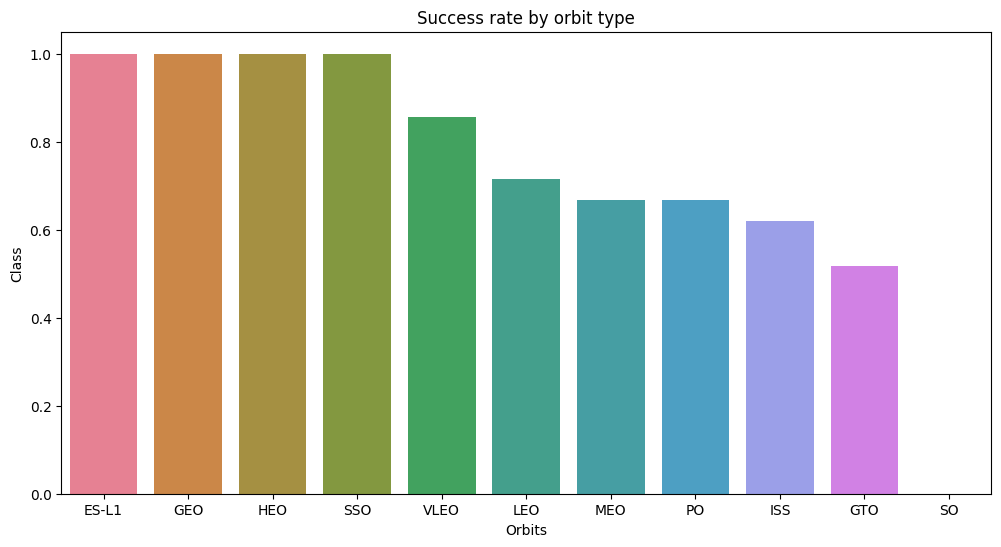 Success rate by orbit type
Class
1.0
0.8
0.6
0.4
0.2
0.0
ES-L1 GEO HEO SSO VLEO LEO MEO PO ISS GTO SO
Orbits